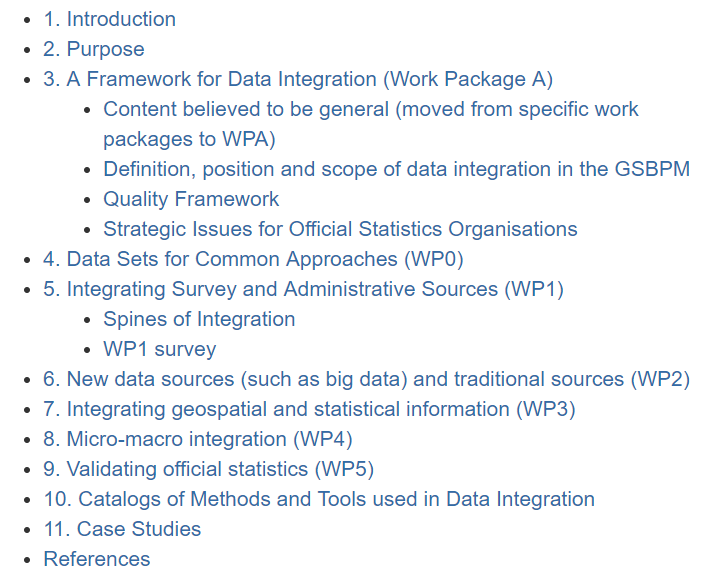 1. Introduction
2. Purpose
3. A Framework for Data Integration (Work Package A)
Content believed to be general (moved from specific work
packages to WPA)
Definition, position and scope of data integration in the GSBPM
Quality Framework
Strategic Issues for Official Statistics Organisations
4. Data Sets for Common Approaches (WP0)
5. Integrating Survey and Administrative Sources (WP1)
Spines of Integration
WP1 survey
6. New data sources (such as big data) and traditional sources (WP2)
7. Integrating geospatial and statistical information (WP3)
8. Micro-macro integration (WP4)
9. Validating official statistics (WP5)
10. Catalogs of Methods and Tools used in Data Integration
11. Case Studies
References